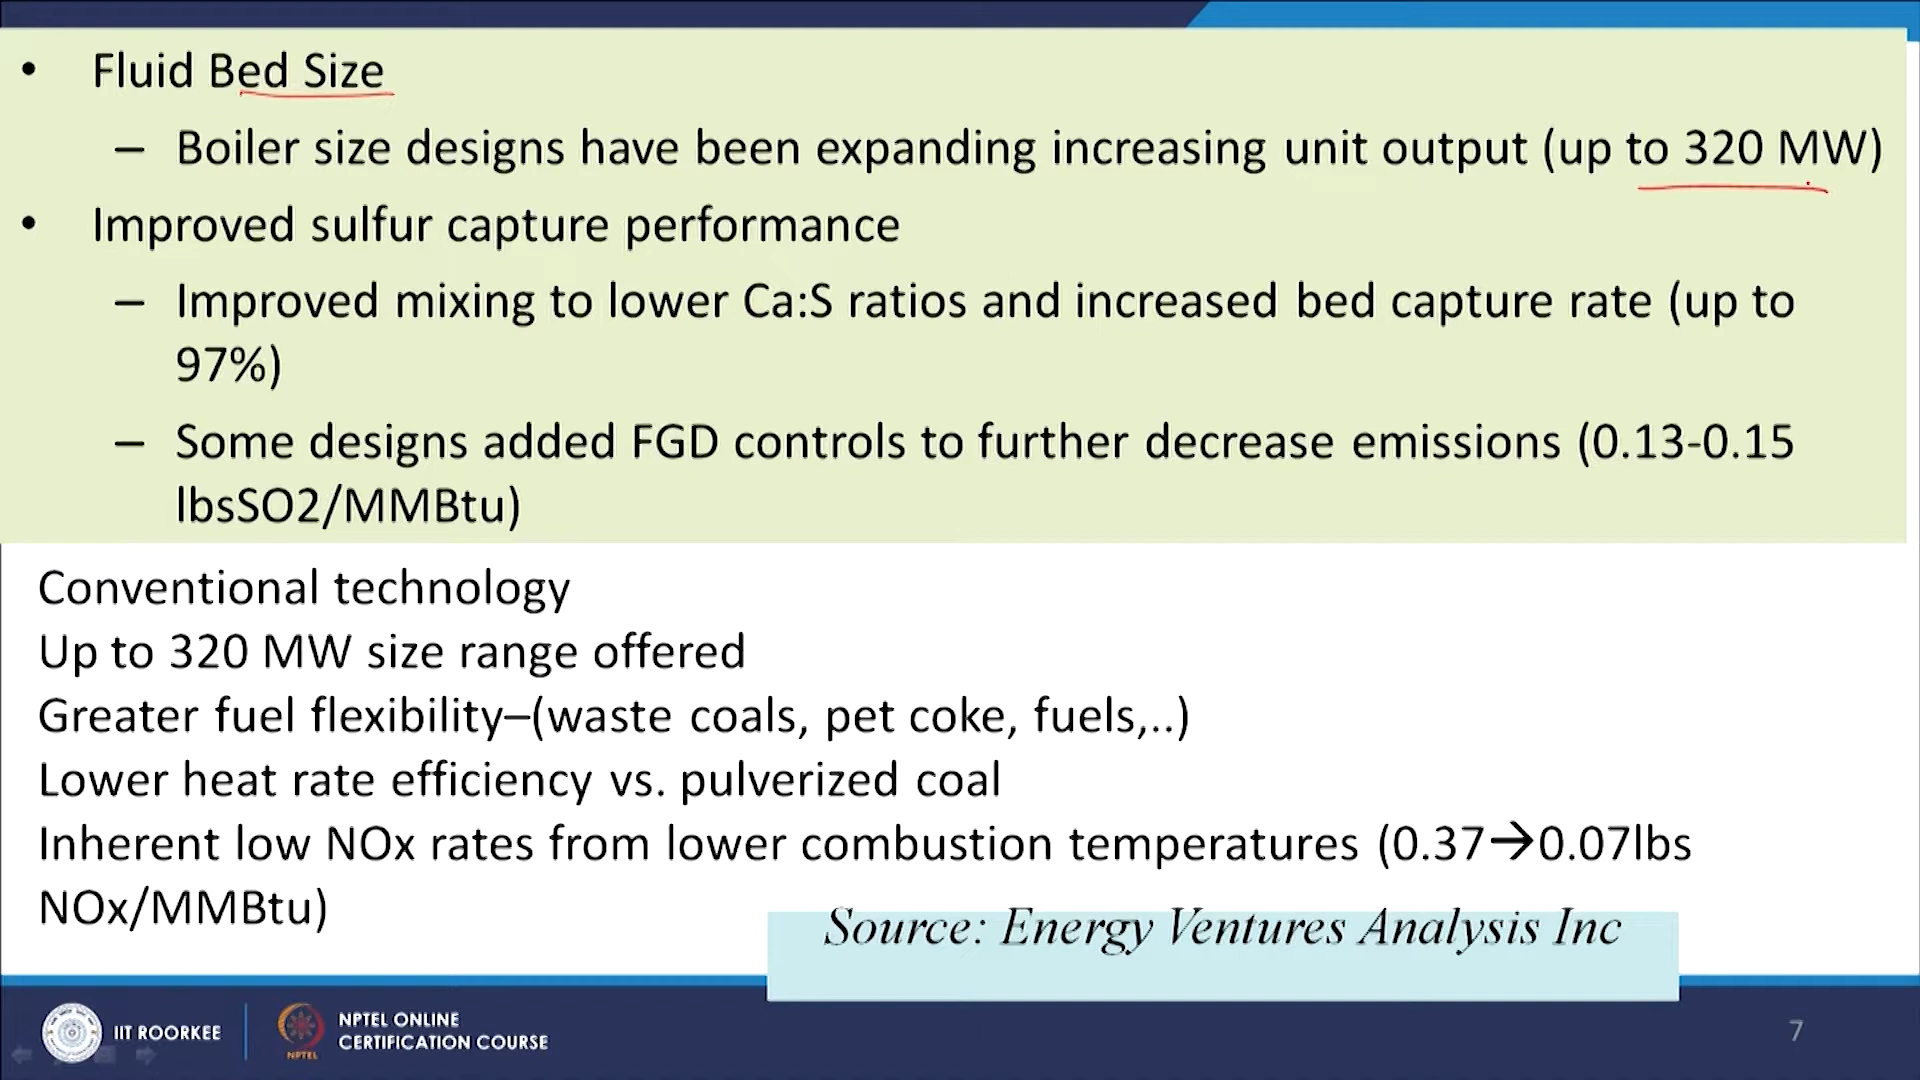 • Fluid Bed Size
– Boiler size designs have been expanding increasing unit output (up to 320 MW)
• Improved sulfur capture performance
– Improved mixing to lower Ca:S ratios and increased bed capture rate (up to
97%)
– Some designs added FGD controls to further decrease emissions (0.13-0.15
lbsSO2/MMBtu)
Conventional technology
Up to 320 MW size range offered
Greater fuel flexibility–(waste coals, pet coke, fuels,..)
Lower heat rate efficiency vs. pulverized coal
Inherent low NOx rates from lower combustion temperatures (0.37→0.07lbs
NOx/MMBtu)
Source: Energy Ventures Analysis Inc
IIT ROORKEE
NPTEL
NPTEL ONLINE
CERTIFICATION COURSE
7